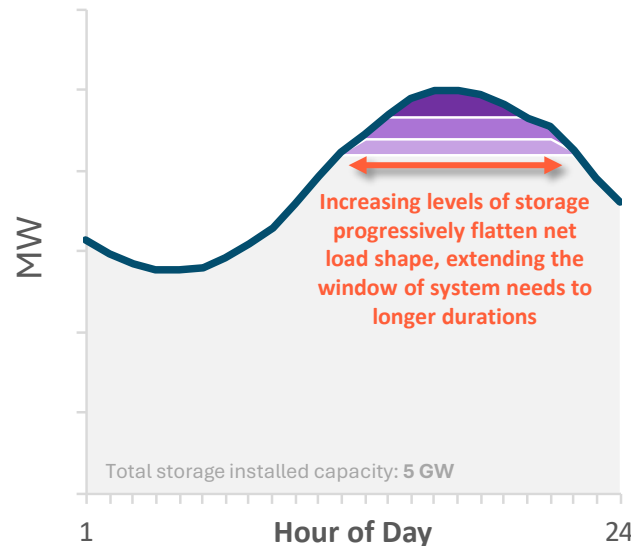 MW
Increasing levels of storage
progressively flatten net
load shape, extending the
window of system needs to
longer durations
Total storage installed capacity: 5 GW
1
Hour of Day
24